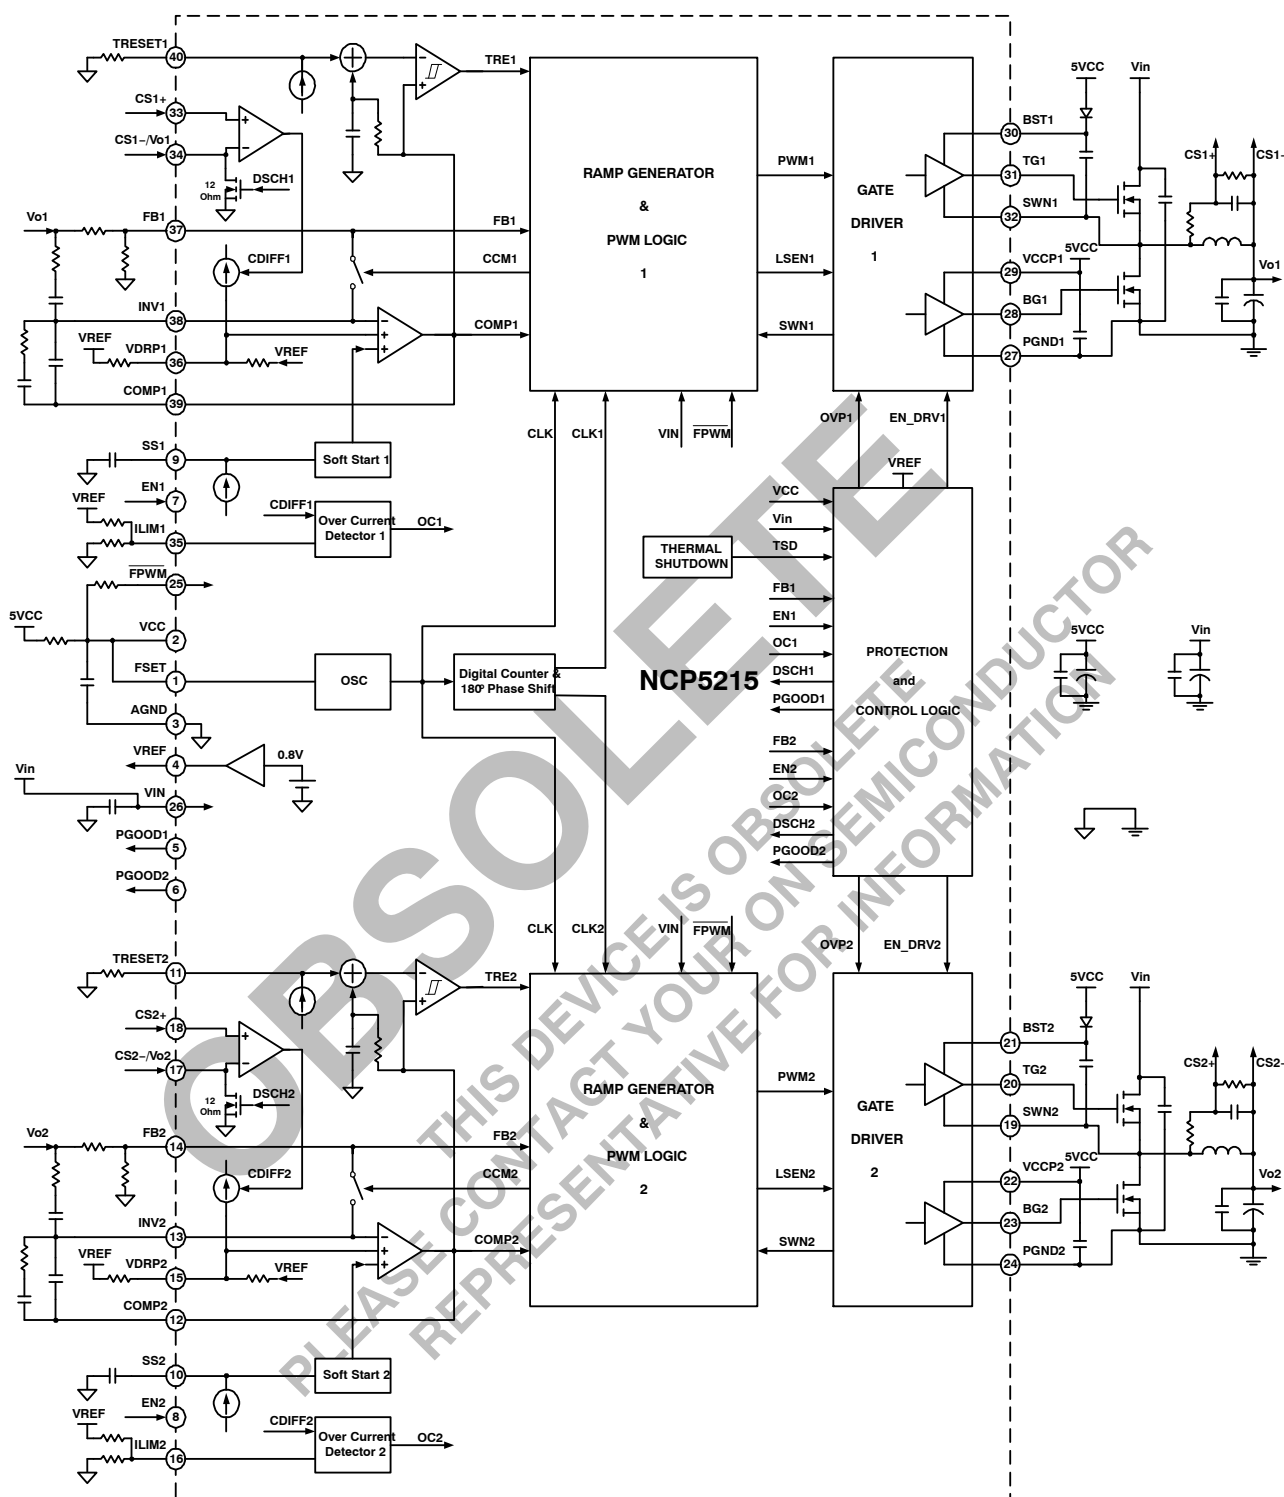 TRESET1
40
TRE1
CS1+
33
CS1−/Vo1
34
12
Ohm
DSCH1
Vo1
FB1
37
FB1
CDIFF1
CCM1
INV1
38
VREF
VDRP1
36
VREF
COMP1
COMP1
39
RAMP GENERATOR
&
PWM LOGIC
1
PWM1
LSEN1
SWN1
GATE
DRIVER
1
5VCC
Vin
30
BST1
31
TG1
32
SWN1
5VCC
29
VCCP1
28
BG1
27
PGND1
CS1+
CS1-
Vo1
CLK
CLK1
VIN
FPWM
OVP1
EN_DRV1
SS1
9
Soft Start 1
EN1
7
VREF
ILIM1
35
CDIFF1
Over Current
Detector 1
OC1
FPWM
25
5VCC
VCC
2
FSET
1
OSC
Digital Counter &
180° Phase Shift
AGND
3
VREF
4
0.8V
Vin
VIN
26
PGOOD1
5
PGOOD2
6
VREF
VCC
Vin
THERMAL
SHUTDOWN
TSD
FB1
EN1
OC1
DSCH1
PGOOD1
FB2
EN2
OC2
DSCH2
PGOOD2
NCP5215
PROTECTION
and
CONTROL LOGIC
5VCC
Vin
OBSOLETE
THIS DEVICE IS OBSOLETE
PLEASE CONTACT YOUR ON SEMICONDUCTOR
REPRESENTATIVE FOR INFORMATION
CLK
CLK2
VIN
FPWM
OVP2
EN_DRV2
TRESET2
11
TRE2
CS2+
18
CS2−/Vo2
17
12
Ohm
DSCH2
Vo2
FB2
14
FB2
CDIFF2
CCM2
INV2
13
VREF
VDRP2
15
VREF
COMP2
COMP2
12
RAMP GENERATOR
&
PWM LOGIC
2
PWM2
LSEN2
SWN2
GATE
DRIVER
2
5VCC
Vin
21
BST2
20
TG2
19
SWN2
5VCC
22
VCCP2
23
BG2
24
PGND2
CS2+
CS2-
Vo2
SS2
10
Soft Start 2
EN2
8
VREF
ILIM2
16
CDIFF2
Over Current
Detector 2
OC2